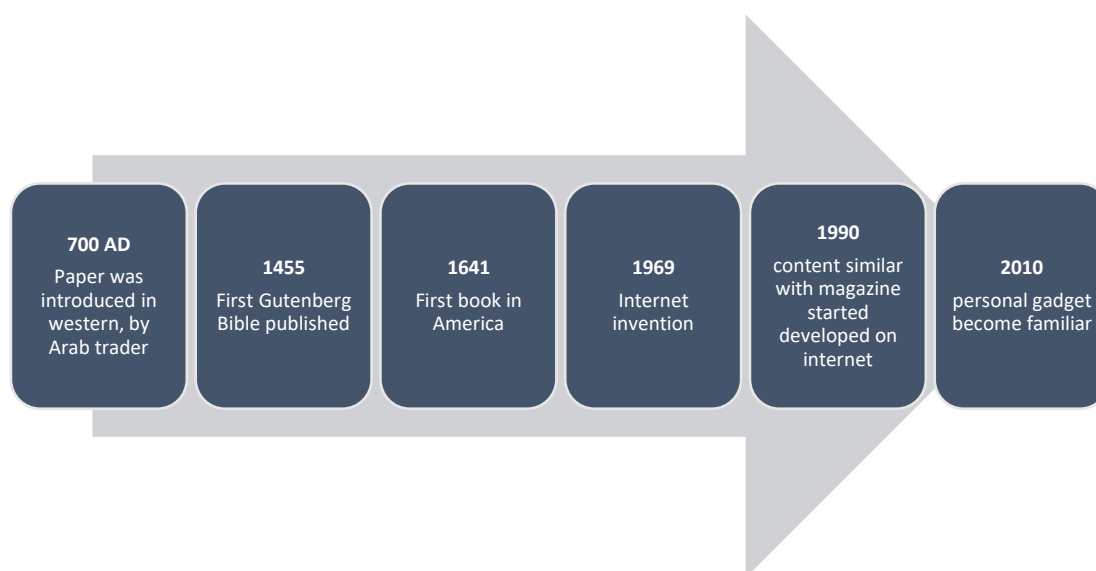 700 AD
Paper was
introduced in
western, by
Arab trader
1455
First Gutenberg
Bible published
1641
First book in
America
1969
Internet
invention
1990
content similar
with magazine
started
developed on
internet
2010
personal gadget
become familiar